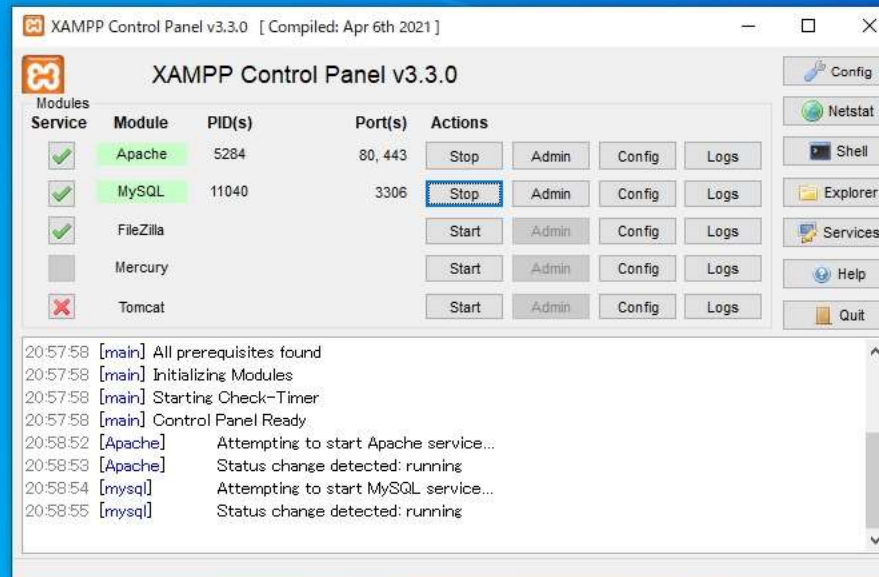 XAMPP Control Panel v3.3.0 [ Compiled: Apr 6th 2021 ]
XAMPP Control Panel v3.3.0
Config
Modules
Service Module PID(s) Port(s) Actions
Netstat
Apache 5284 80, 443 Stop Admin Config Logs
Shell
MySQL 11040 3306 Stop Admin Config Logs
Explorer
FileZilla Start Admin Config Logs
Services
Mercury Start Admin Config Logs
Help
Tomcat Start Admin Config Logs
Quit
20:57:58 [main] All prerequisites found
20:57:58 [main] Initializing Modules
20:57:58 [main] Starting Check-Timer
20:57:58 [main] Control Panel Ready
20:58:52 [Apache] Attempting to start Apache service...
20:58:53 [Apache] Status change detected: running
20:58:54 [mysql] Attempting to start MySQL service...
20:58:55 [mysql] Status change detected: running